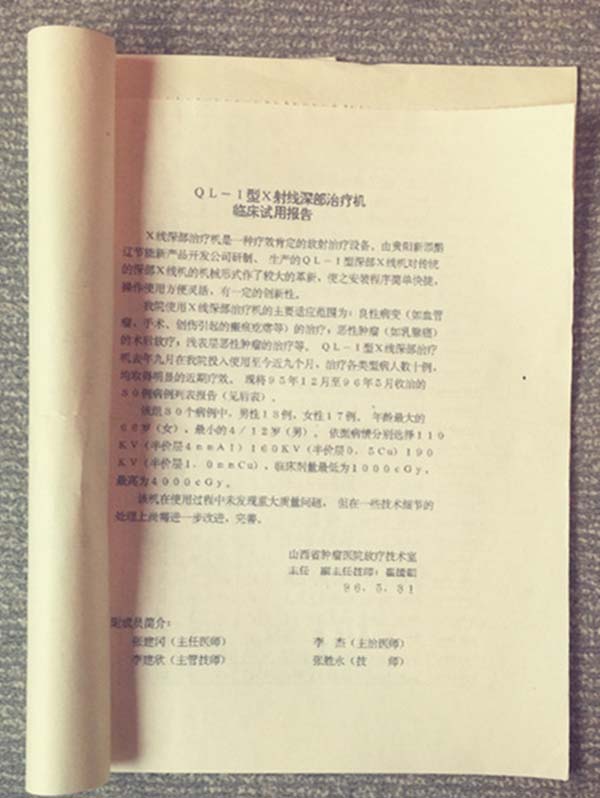 QL-1型X射线深部治疗机
临床试用报告
X线深部治疗机是一种疗效肯定的放射治疗设备。由贵阳新添黔
辽节能新产品开发公司研制、生产的QL-1型深部X线机对传统
的深部X线机的机械形式作了较大的革新,使之安装程序简单快捷,
操作使用方便灵活,有一定的创新性。
我院使用X线深部治疗机的主要适应范围为:良性病变(如血管
瘤、手术、创伤引起的瘢痕疙瘩等)的治疗;恶性肿瘤(如乳腺癌)
的术后放疗;浅表层恶性肿瘤的治疗等。QL-1型X线深部治疗
机去年九月在我院投入使用至今近九个月,治疗各类型病人数十例,
均取得明显的近期疗效。现将95年12月至96年5月收治的
30例病例列表报告(见后表)。
该组30个病例中,男性13例,女性17例。年龄最大的
66岁(女),最小的4/12岁(男)。依据病情分别选择110
KV(半价层4mmAl)160KV(半价层0.5Cu)190
KV(半价层1.0mmCu),临床剂量最低为1000cGy,
最高为4000cGy。
该机在使用过程中未发现重大质量问题,但在一些技术细节的
处理上尚需进一步改进,完善。
山西省肿瘤医院放疗技术室
主任 副主任技师:
96.5.31
成员简介:
张建冈(主任医师) 李 杰(主治医师)
李建欣(主管技师) 张胜永(技 师)